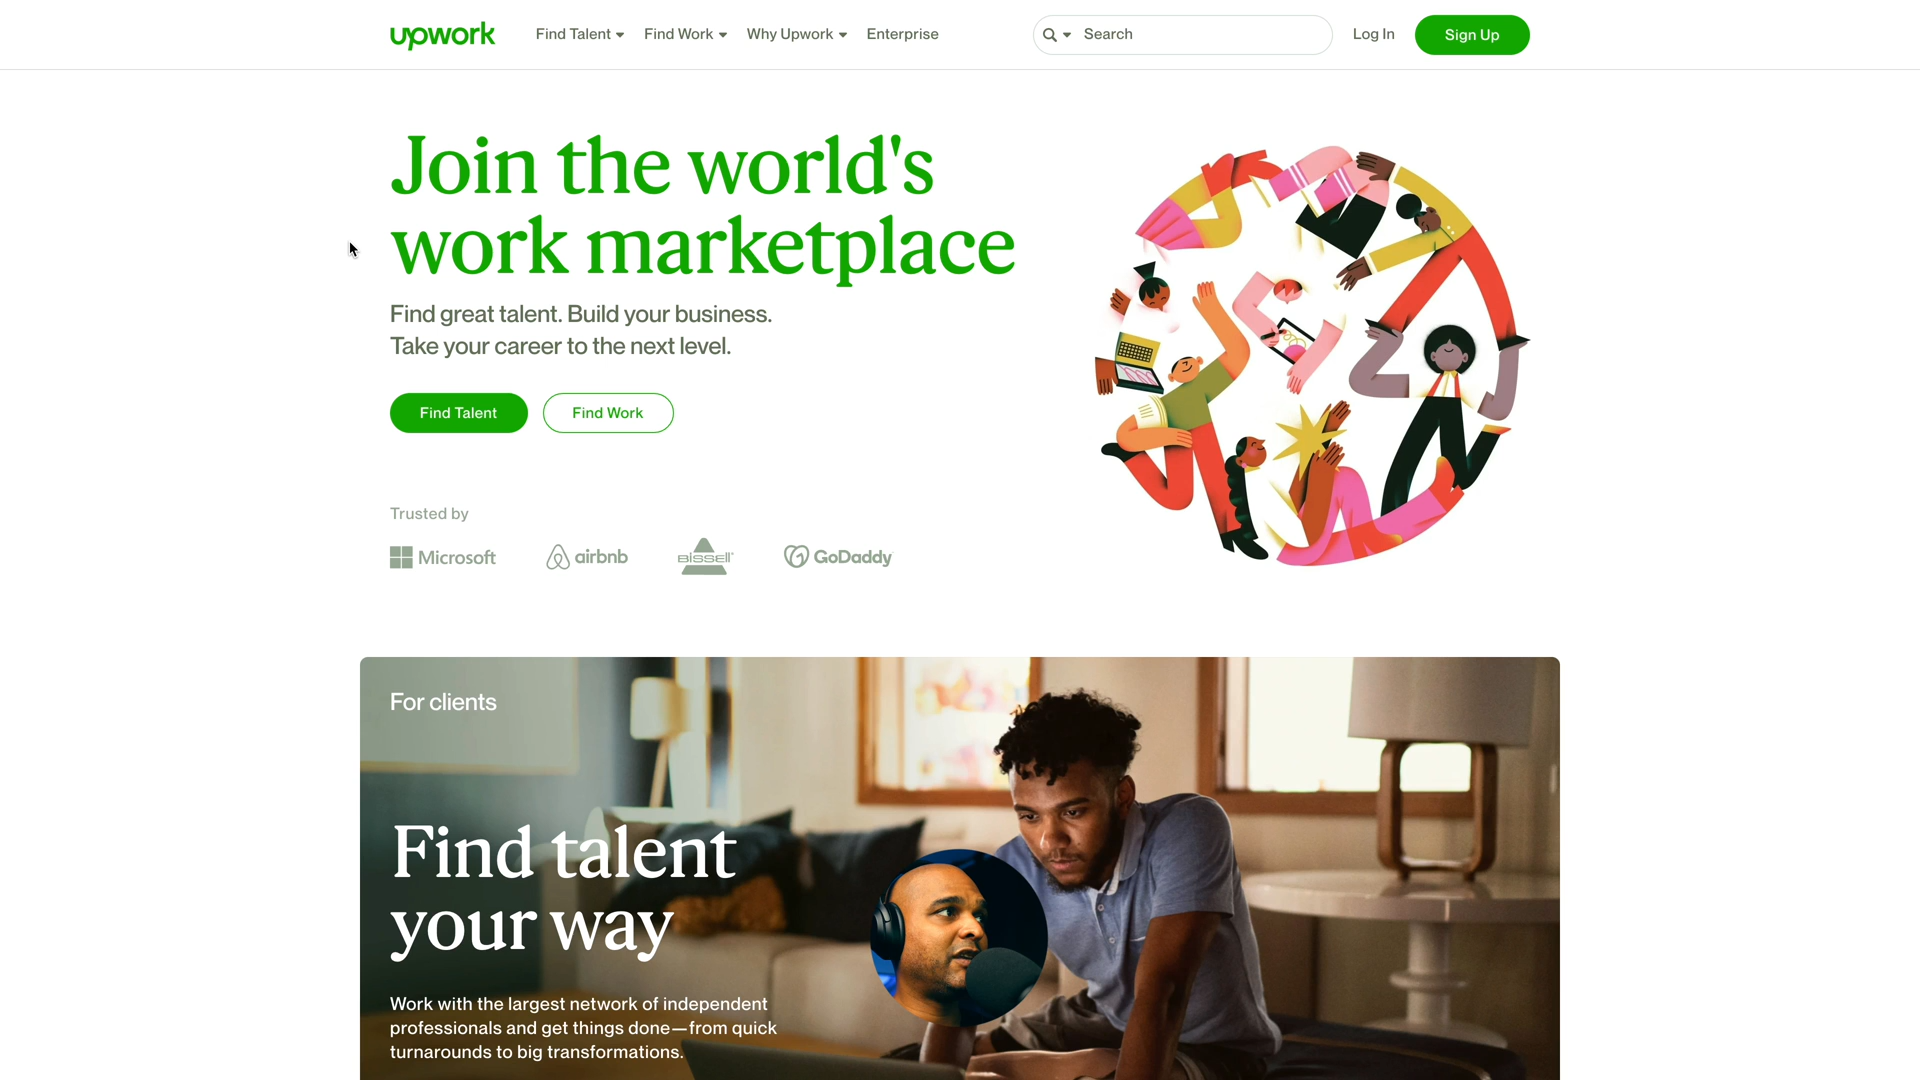 upwork
Find Talent
Find Work
Why Upwork
Enterprise
Search
Log In
Sign Up
Join the world's
work marketplace
Find great talent. Build your business.
Take your career to the next level.
Find Talent
Find Work
Trusted by
Microsoft
airbnb
BISSELL
GoDaddy
For clients
Find talent
your way
Work with the largest network of independent
professionals and get things done—from quick
turnarounds to big transformations.